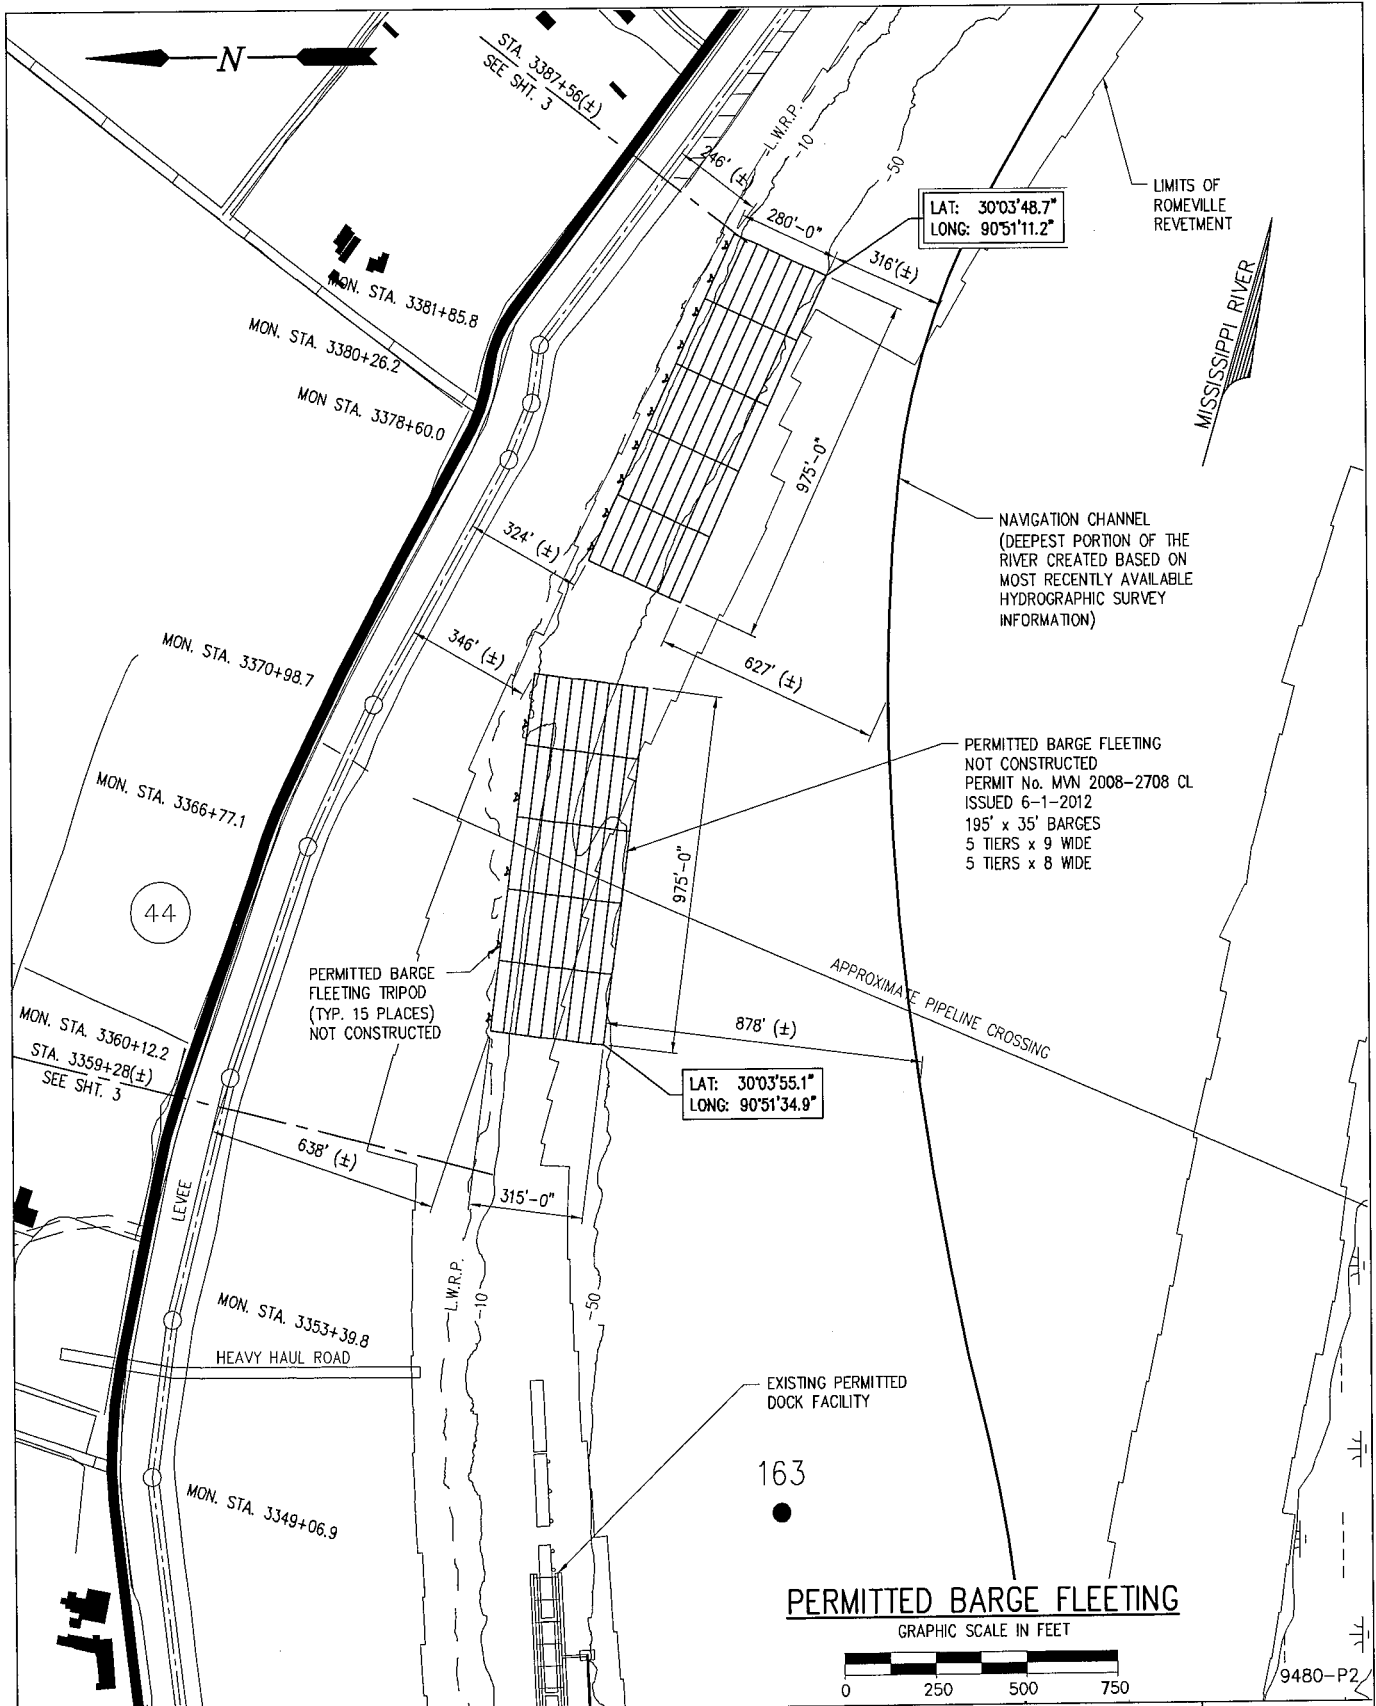 N
STA. 3387+56(±)
SEE SHT. 3
L.W.R.P.
-10
-50
246' (±)
280'-0"
316'(±)
LAT: 30°03'48.7"
LONG: 90°51'11.2"
LIMITS OF
ROMEVILLE
REVETMENT
MISSISSIPPI RIVER
MON. STA. 3381+85.8
MON. STA. 3380+26.2
MON STA. 3378+60.0
975'-0"
324' (±)
NAVIGATION CHANNEL
(DEEPEST PORTION OF THE
RIVER CREATED BASED ON
MOST RECENTLY AVAILABLE
HYDROGRAPHIC SURVEY
INFORMATION)
346' (±)
627' (±)
MON. STA. 3370+98.7
PERMITTED BARGE FLEETING
NOT CONSTRUCTED
PERMIT No. MVN 2008-2708 CL
ISSUED 6-1-2012
195' x 35' BARGES
5 TIERS x 9 WIDE
5 TIERS x 8 WIDE
MON. STA. 3366+77.1
975'-0"
44
PERMITTED BARGE
FLEETING TRIPOD
(TYP. 15 PLACES)
NOT CONSTRUCTED
APPROXIMATE PIPELINE CROSSING
MON. STA. 3360+12.2
STA. 3359+28(±)
SEE SHT. 3
878' (±)
LAT: 30°03'55.1"
LONG: 90°51'34.9"
638' (±)
315'-0"
LEVEE
L.W.R.P.
-10
-50
MON. STA. 3353+39.8
HEAVY HAUL ROAD
EXISTING PERMITTED
DOCK FACILITY
163
MON. STA. 3349+06.9
PERMITTED BARGE FLEETING
GRAPHIC SCALE IN FEET
0 250 500 750
9480-P2